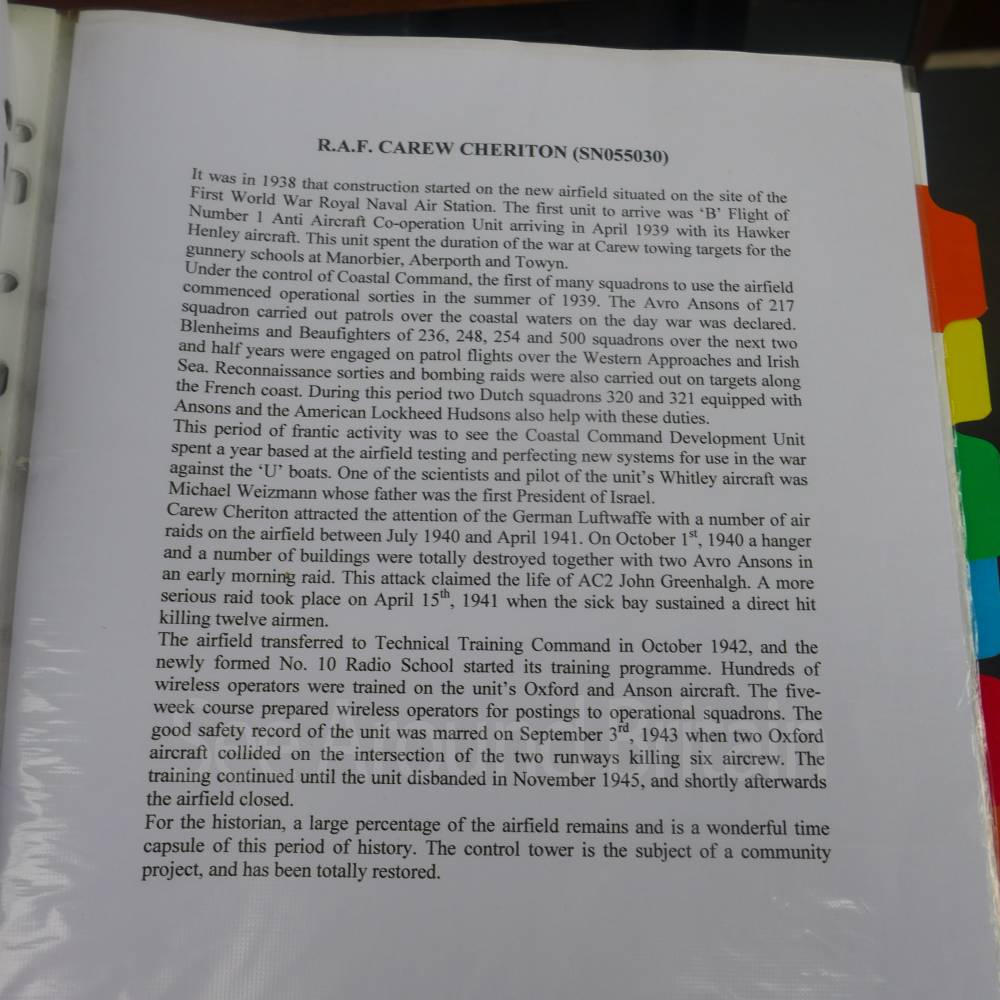 R.A.F. CAREW CHERITON (SN055030)
It was in 1938 that construction started on the new airfield situated on the site of the
First World War Royal Naval Air Station. The first unit to arrive was ‘B’ Flight of
Number 1 Anti Aircraft Co-operation Unit arriving in April 1939 with its Hawker
Henley aircraft. This unit spent the duration of the war at Carew towing targets for the
gunnery schools at Manorbier, Aberporth and Towyn.
Under the control of Coastal Command, the first of many squadrons to use the airfield
commenced operational sorties in the summer of 1939. The Avro Ansons of 217
squadron carried out patrols over the coastal waters on the day war was declared.
Blenheims and Beaufighters of 236, 248, 254 and 500 squadrons over the next two
and half years were engaged on patrol flights over the Western Approaches and Irish
Sea. Reconnaissance sorties and bombing raids were also carried out on targets along
the French coast. During this period two Dutch squadrons 320 and 321 equipped with
Ansons and the American Lockheed Hudsons also help with these duties.
This period of frantic activity was to see the Coastal Command Development Unit
spent a year based at the airfield testing and perfecting new systems for use in the war
against the ‘U’ boats. One of the scientists and pilot of the unit’s Whitley aircraft was
Michael Weizmann whose father was the first President of Israel.
Carew Cheriton attracted the attention of the German Luftwaffe with a number of air
raids on the airfield between July 1940 and April 1941. On October 1st, 1940 a hanger
and a number of buildings were totally destroyed together with two Avro Ansons in
an early morning raid. This attack claimed the life of AC2 John Greenhalgh. A more
serious raid took place on April 15th, 1941 when the sick bay sustained a direct hit
killing twelve airmen.
The airfield transferred to Technical Training Command in October 1942, and the
newly formed No. 10 Radio School started its training programme. Hundreds of
wireless operators were trained on the unit’s Oxford and Anson aircraft. The five-
week course prepared wireless operators for postings to operational squadrons. The
good safety record of the unit was marred on September 3rd, 1943 when two Oxford
aircraft collided on the intersection of the two runways killing six aircrew. The
training continued until the unit disbanded in November 1945, and shortly afterwards
the airfield closed.
For the historian, a large percentage of the airfield remains and is a wonderful time
capsule of this period of history. The control tower is the subject of a community
project, and has been totally restored.